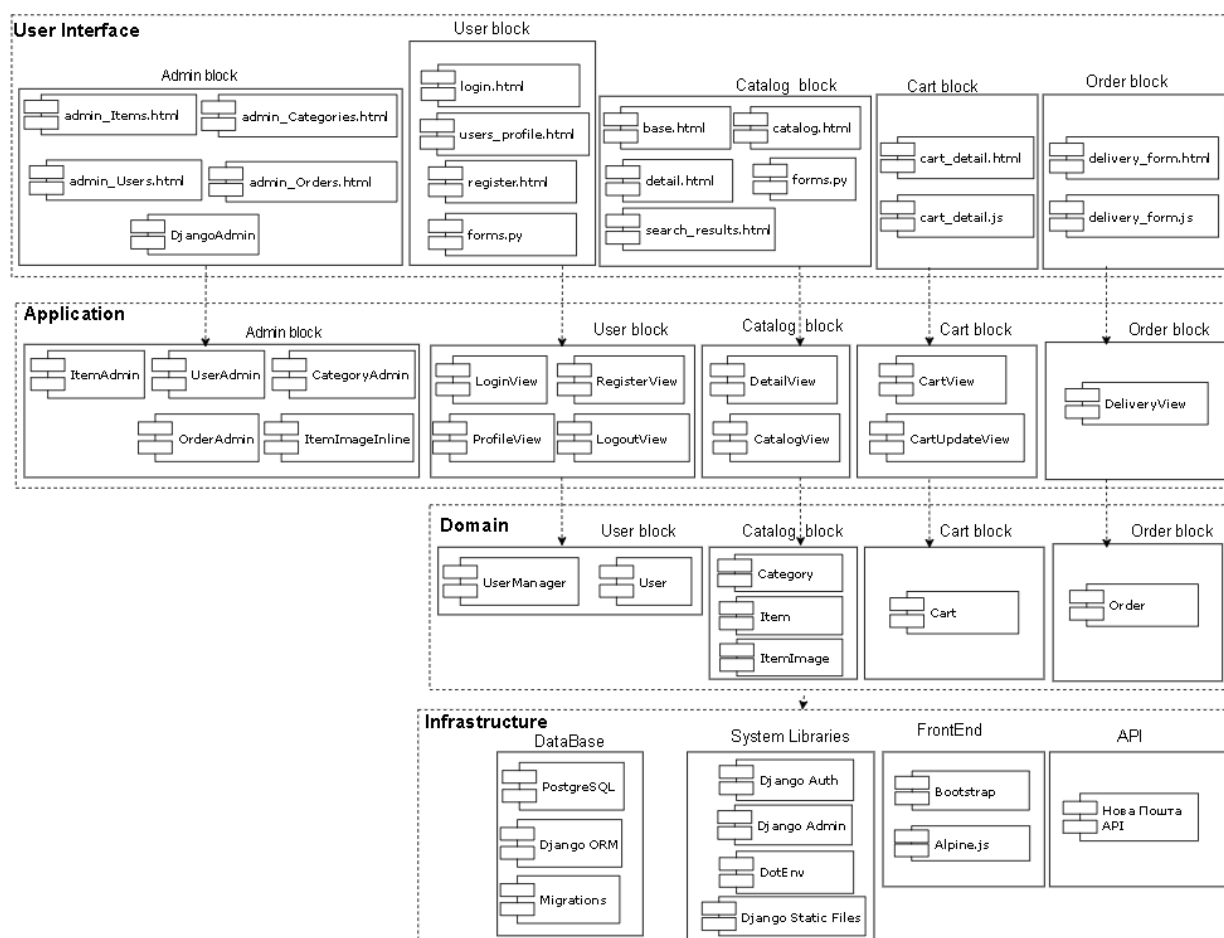 User Interface
Admin block
admin_Items.html
admin_Categories.html
admin_Users.html
admin_Orders.html
DjangoAdmin
User block
login.html
users_profile.html
register.html
forms.py
Catalog block
base.html
catalog.html
detail.html
forms.py
search_results.html
Cart block
cart_detail.html
cart_detail.js
Order block
delivery_form.html
delivery_form.js
Application
Admin block
ItemAdmin
UserAdmin
CategoryAdmin
OrderAdmin
ItemImageInline
User block
LoginView
RegisterView
ProfileView
LogoutView
Catalog block
DetailView
CatalogView
Cart block
CartView
CartUpdateView
Order block
DeliveryView
Domain
User block
UserManager
User
Catalog block
Category
Item
ItemImage
Cart block
Cart
Order block
Order
Infrastructure
DataBase
PostgreSQL
Django ORM
Migrations
System Libraries
Django Auth
Django Admin
DotEnv
Django Static Files
FrontEnd
Bootstrap
Alpine.js
API
Нова Пошта
API